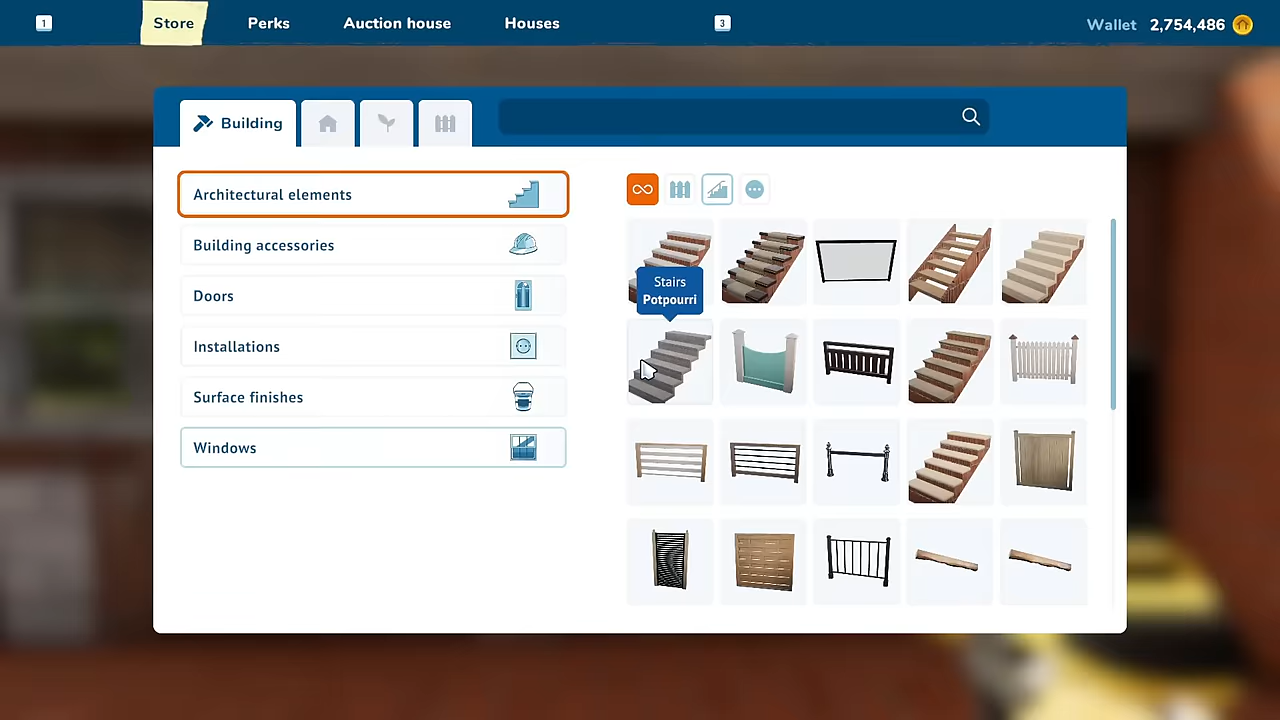 1
Store
Perks
Auction house
Houses
3
Wallet 2,754,486
Building
Architectural elements
Building accessories
Doors
Installations
Surface finishes
Windows
Stairs
Potpourri